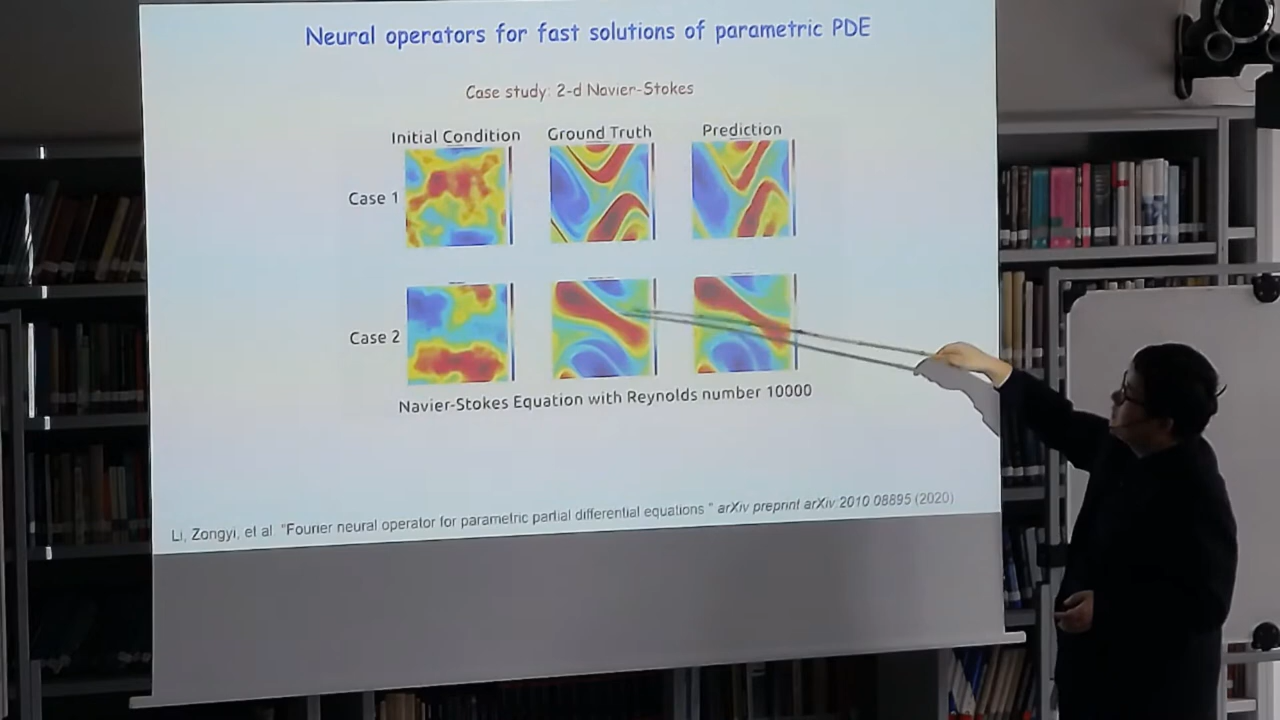 Neural operators for fast solutions of parametric PDE
Case study: 2-d Navier-Stokes
Initial Condition Ground Truth Prediction
Case 1
Case 2
Navier-Stokes Equation with Reynolds number 10000
Li, Zongyi, et al. "Fourier neural operator for parametric partial differential equations." arXiv preprint arXiv:2010.08895 (2020)